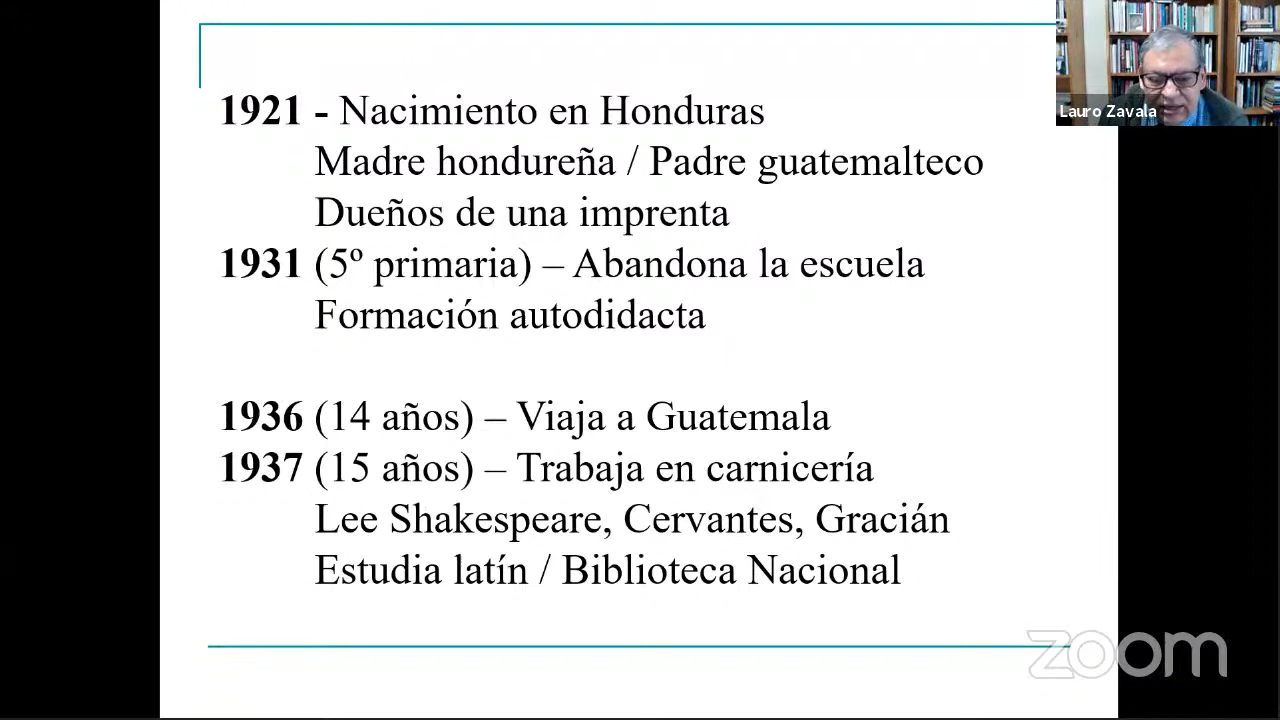 1921 - Nacimiento en Honduras
Madre hondureña / Padre guatemalteco
Dueños de una imprenta
1931 (5º primaria) – Abandona la escuela
Formación autodidacta
1936 (14 años) – Viaja a Guatemala
1937 (15 años) – Trabaja en carnicería
Lee Shakespeare, Cervantes, Gracián
Estudia latín / Biblioteca Nacional
Lauro Zavala
zoom